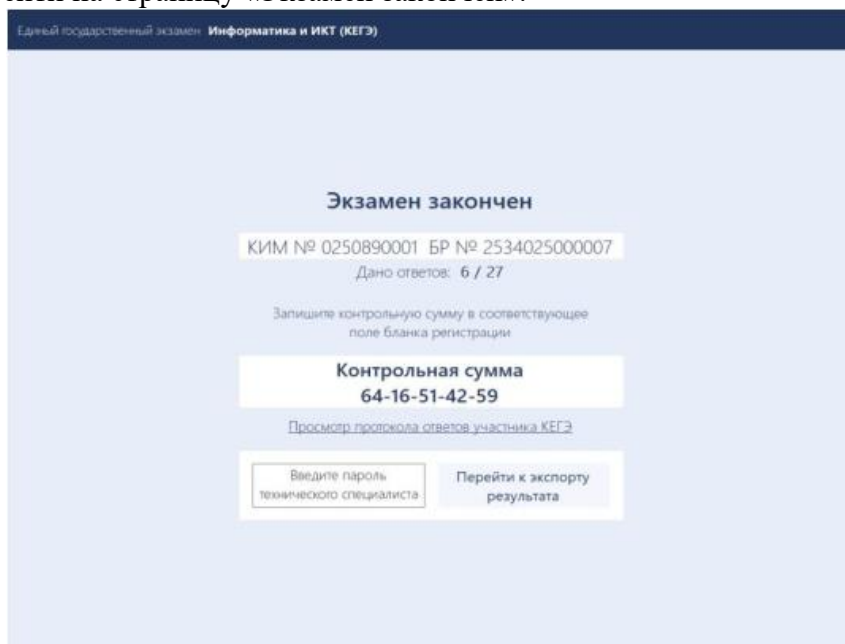 Единый государственный экзамен Информатика и ИКТ (КЕГЭ)
Экзамен закончен
КИМ № 0250890001 БР № 2534025000007
Дано ответов: 6 / 27
Запишите контрольную сумму в соответствующее
поле бланка регистрации
Контрольная сумма
64-16-51-42-59
Просмотр протокола ответов участника КЕГЭ
Введите пароль
технического специалиста
Перейти к экспорту
результата